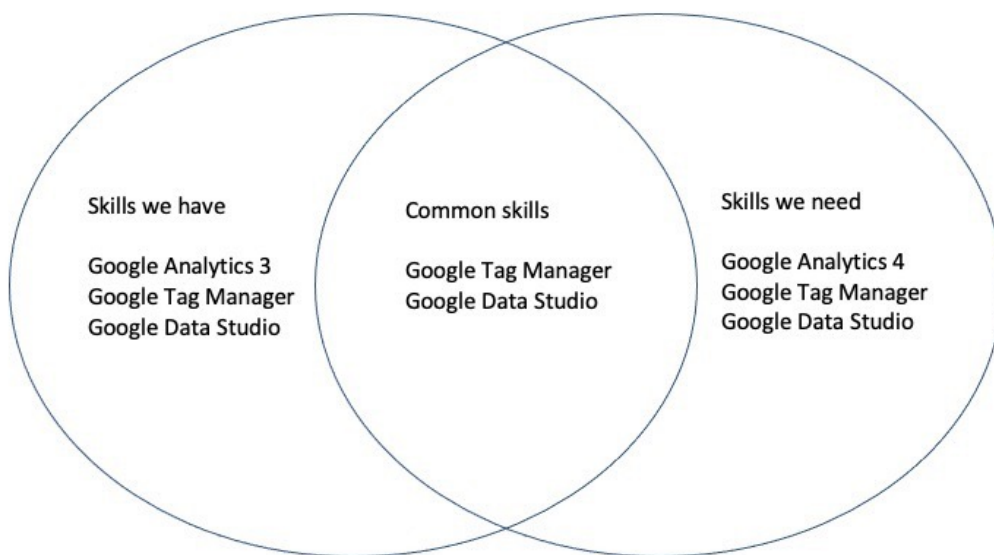 Skills we have
Google Analytics 3
Google Tag Manager
Google Data Studio
Common skills
Google Tag Manager
Google Data Studio
Skills we need
Google Analytics 4
Google Tag Manager
Google Data Studio